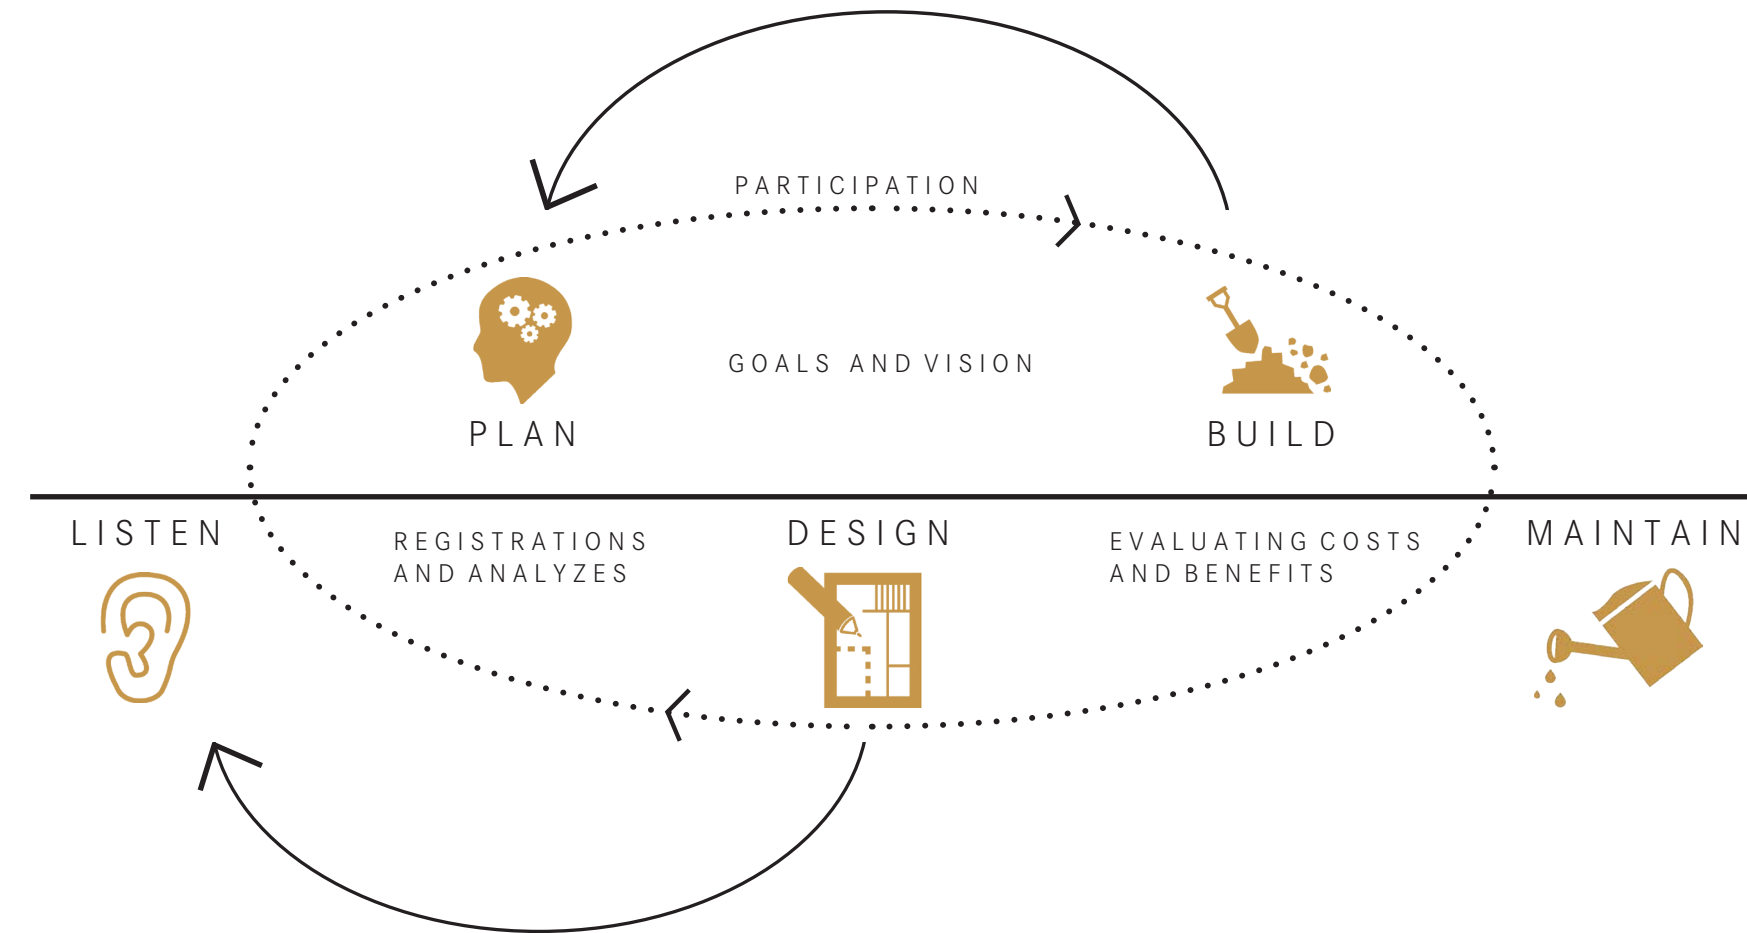 PARTICIPATION
GOALS AND VISION
PLAN
BUILD
LISTEN
REGISTRATIONS
AND ANALYZES
DESIGN
EVALUATING COSTS
AND BENEFITS
MAINTAIN